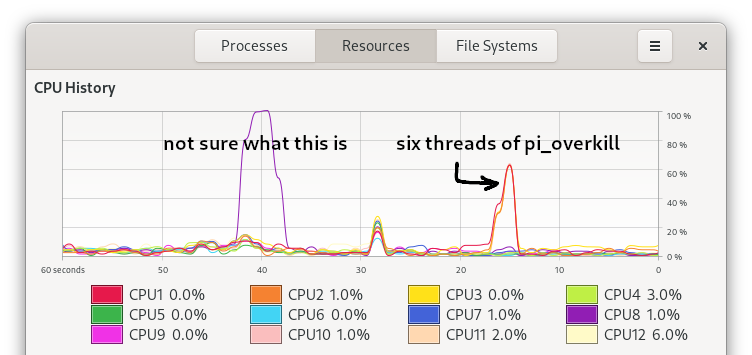 Processes Resources File Systems ☰ ×
CPU History
100 %
not sure what this is six threads of pi_overkill
80 %
60 %
40 %
20 %
0 %
60 seconds 50 40 30 20 10 0
CPU1 0.0% CPU2 1.0% CPU3 0.0% CPU4 3.0%
CPU5 0.0% CPU6 0.0% CPU7 1.0% CPU8 1.0%
CPU9 0.0% CPU10 1.0% CPU11 2.0% CPU12 6.0%